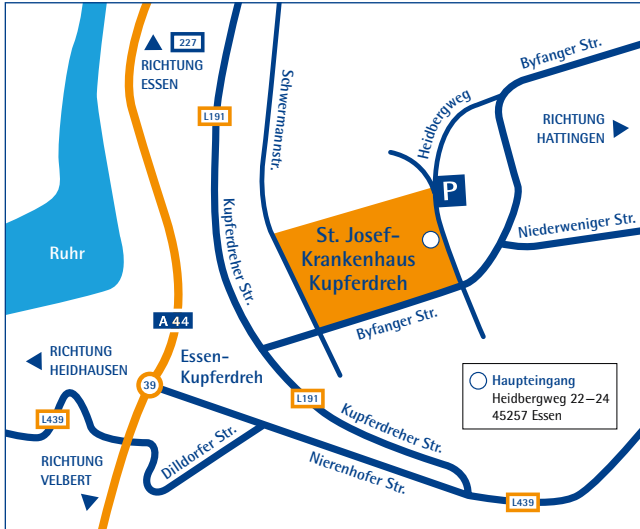 227
RICHTUNG
ESSEN
L191
Schwermannstr.
Heidbergweg
Byfanger Str.
RICHTUNG
HATTINGEN
P
Kupferdreher Str.
Niederweniger Str.
St. Josef-
Krankenhaus
Kupferdreh
Ruhr
A 44
Byfanger Str.
RICHTUNG
HEIDHAUSEN
Essen-
Kupferdreh
39
L191
Haupteingang
Heidbergweg 22–24
45257 Essen
L439
Kupferdreher Str.
Dilldorfer Str.
Nierenhofer Str.
RICHTUNG
VELBERT
L439